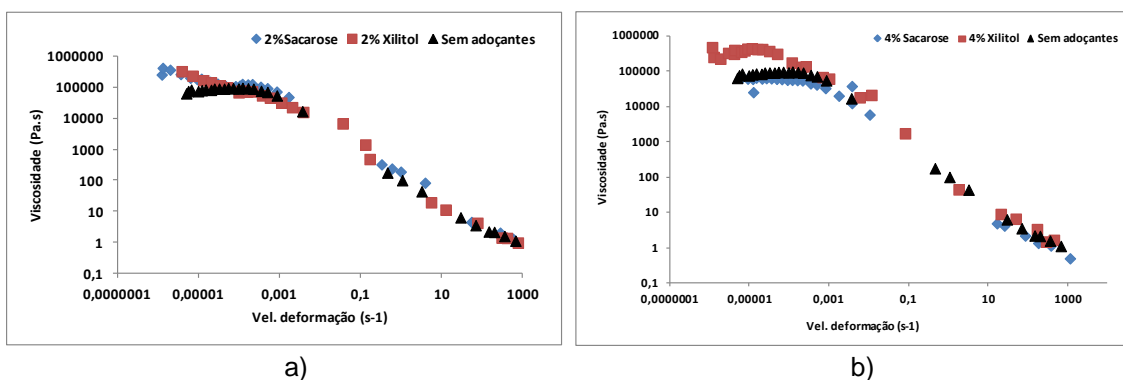 2%Sacarose 2% Xilitol Sem adoçantes
1000000
100000
10000
1000
100
10
1
0,1
0,0000001 0,00001 0,001 0,1 10 1000
Viscosidade (Pa.s)
Vel. deformação (s-1)
a)
4% Sacarose 4% Xilitol Sem adoçantes
1000000
100000
10000
1000
100
10
1
0,1
0,0000001 0,00001 0,001 0,1 10 1000
Viscosidade (Pa.s)
Vel. deformação (s-1)
b)